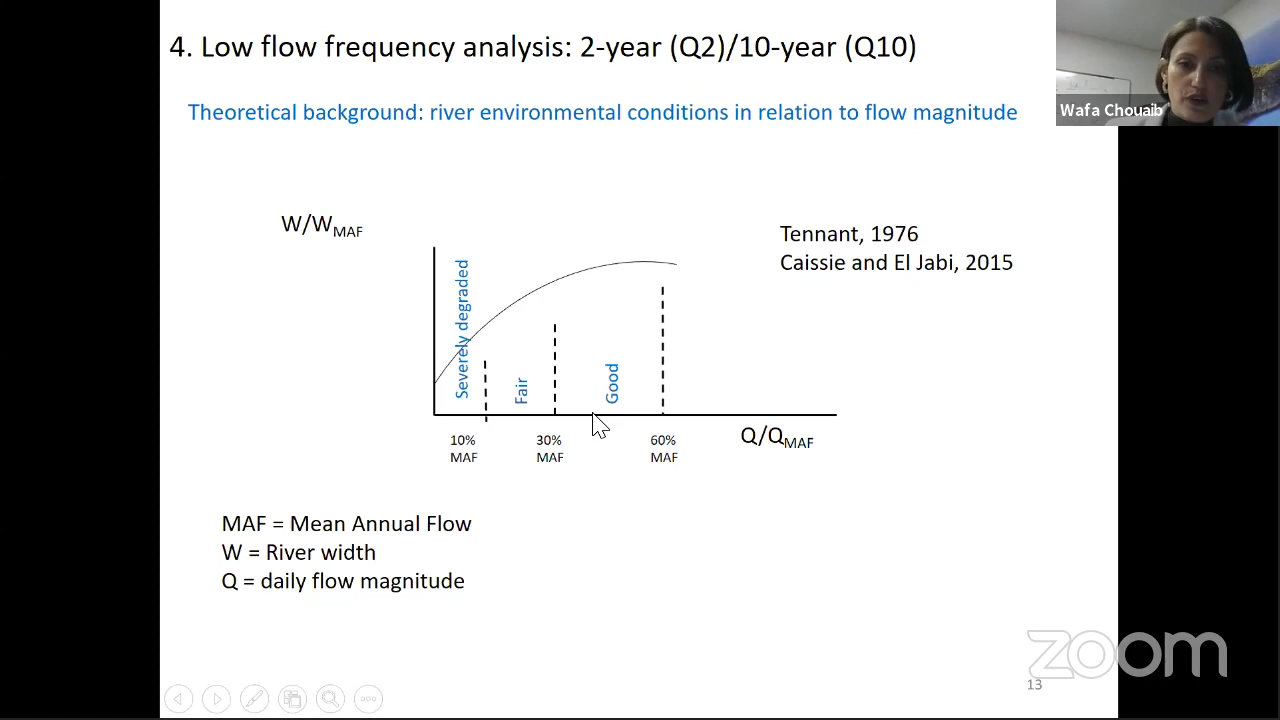 4. Low flow frequency analysis: 2-year (Q2)/10-year (Q10)
Wafa Chouaib
Theoretical background: river environmental conditions in relation to flow magnitude
W/WMAF
Tennant, 1976
Caissie and El Jabi, 2015
Severely degraded
Fair
Good
10% MAF
30% MAF
60% MAF
Q/QMAF
MAF = Mean Annual Flow
W = River width
Q = daily flow magnitude
zoom
13